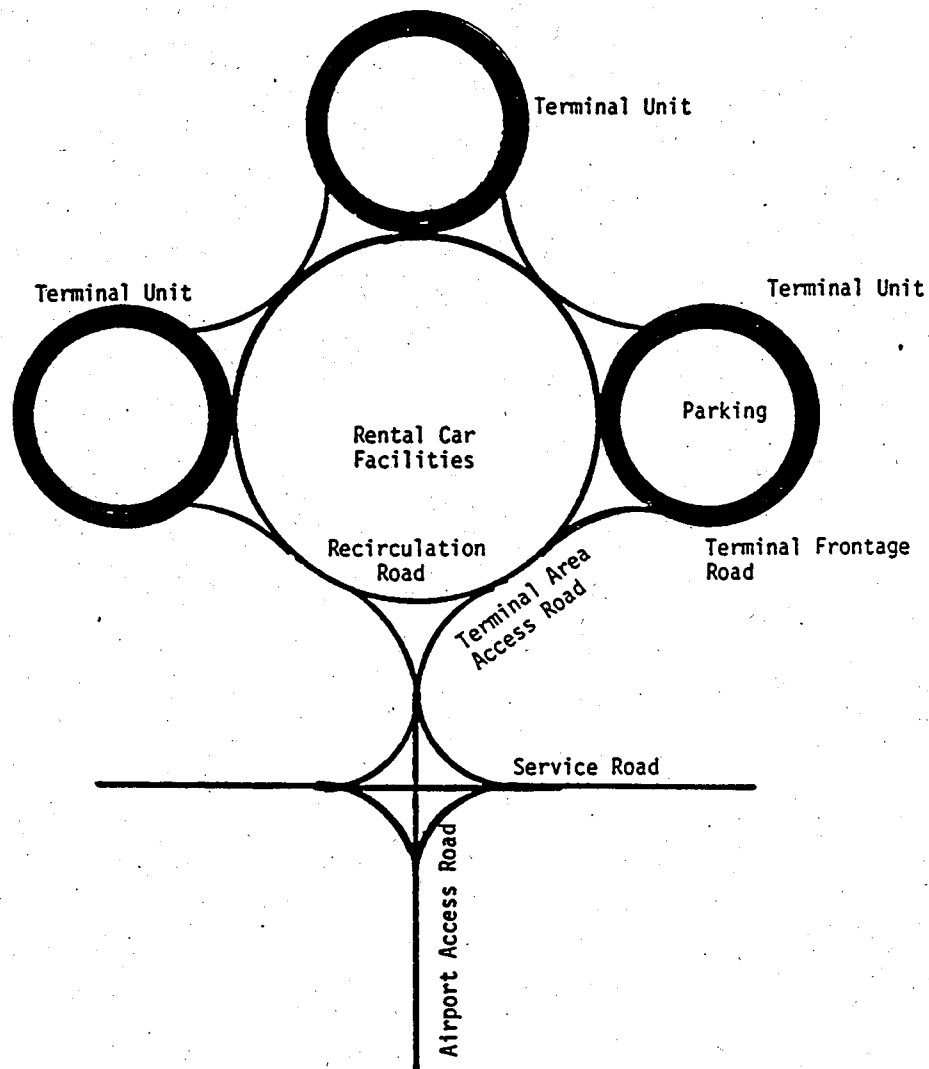 Terminal Unit
Terminal Unit
Terminal Unit
Parking
Rental Car
Facilities
Recirculation
Road
Terminal Frontage
Road
Terminal Area
Access Road
Service Road
Airport Access Road